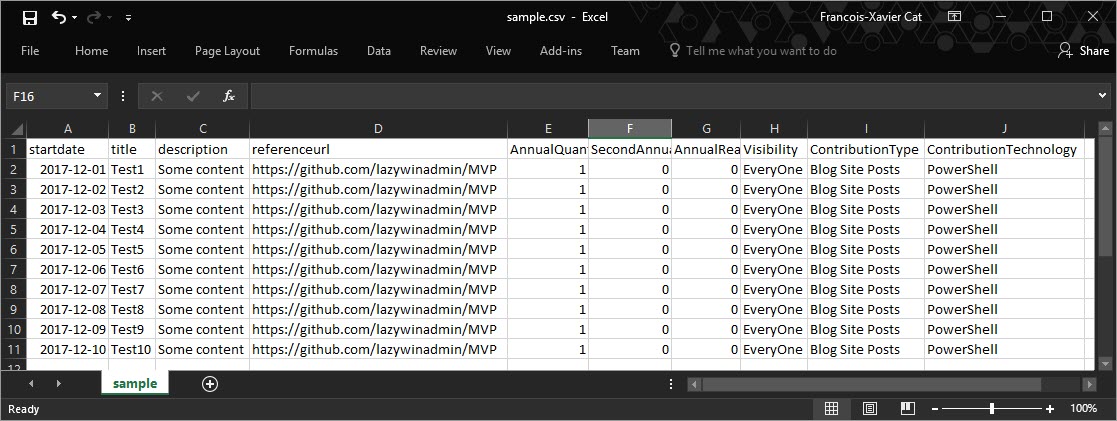 sample.csv - Excel Francois-Xavier Cat
File Home Insert Page Layout Formulas Data Review View Add-ins Team Tell me what you want to do Share
F16 fx
A B C D E F G H I J
1 startdate title description referenceurl AnnualQuant SecondAnnua AnnualRea Visibility ContributionType ContributionTechnology
2 2017-12-01 Test1 Some content https://github.com/lazywinadmin/MVP 1 0 0 EveryOne Blog Site Posts PowerShell
3 2017-12-02 Test2 Some content https://github.com/lazywinadmin/MVP 1 0 0 EveryOne Blog Site Posts PowerShell
4 2017-12-03 Test3 Some content https://github.com/lazywinadmin/MVP 1 0 0 EveryOne Blog Site Posts PowerShell
5 2017-12-04 Test4 Some content https://github.com/lazywinadmin/MVP 1 0 0 EveryOne Blog Site Posts PowerShell
6 2017-12-05 Test5 Some content https://github.com/lazywinadmin/MVP 1 0 0 EveryOne Blog Site Posts PowerShell
7 2017-12-06 Test6 Some content https://github.com/lazywinadmin/MVP 1 0 0 EveryOne Blog Site Posts PowerShell
8 2017-12-07 Test7 Some content https://github.com/lazywinadmin/MVP 1 0 0 EveryOne Blog Site Posts PowerShell
9 2017-12-08 Test8 Some content https://github.com/lazywinadmin/MVP 1 0 0 EveryOne Blog Site Posts PowerShell
10 2017-12-09 Test9 Some content https://github.com/lazywinadmin/MVP 1 0 0 EveryOne Blog Site Posts PowerShell
11 2017-12-10 Test10 Some content https://github.com/lazywinadmin/MVP 1 0 0 EveryOne Blog Site Posts PowerShell
12
sample
Ready 100%